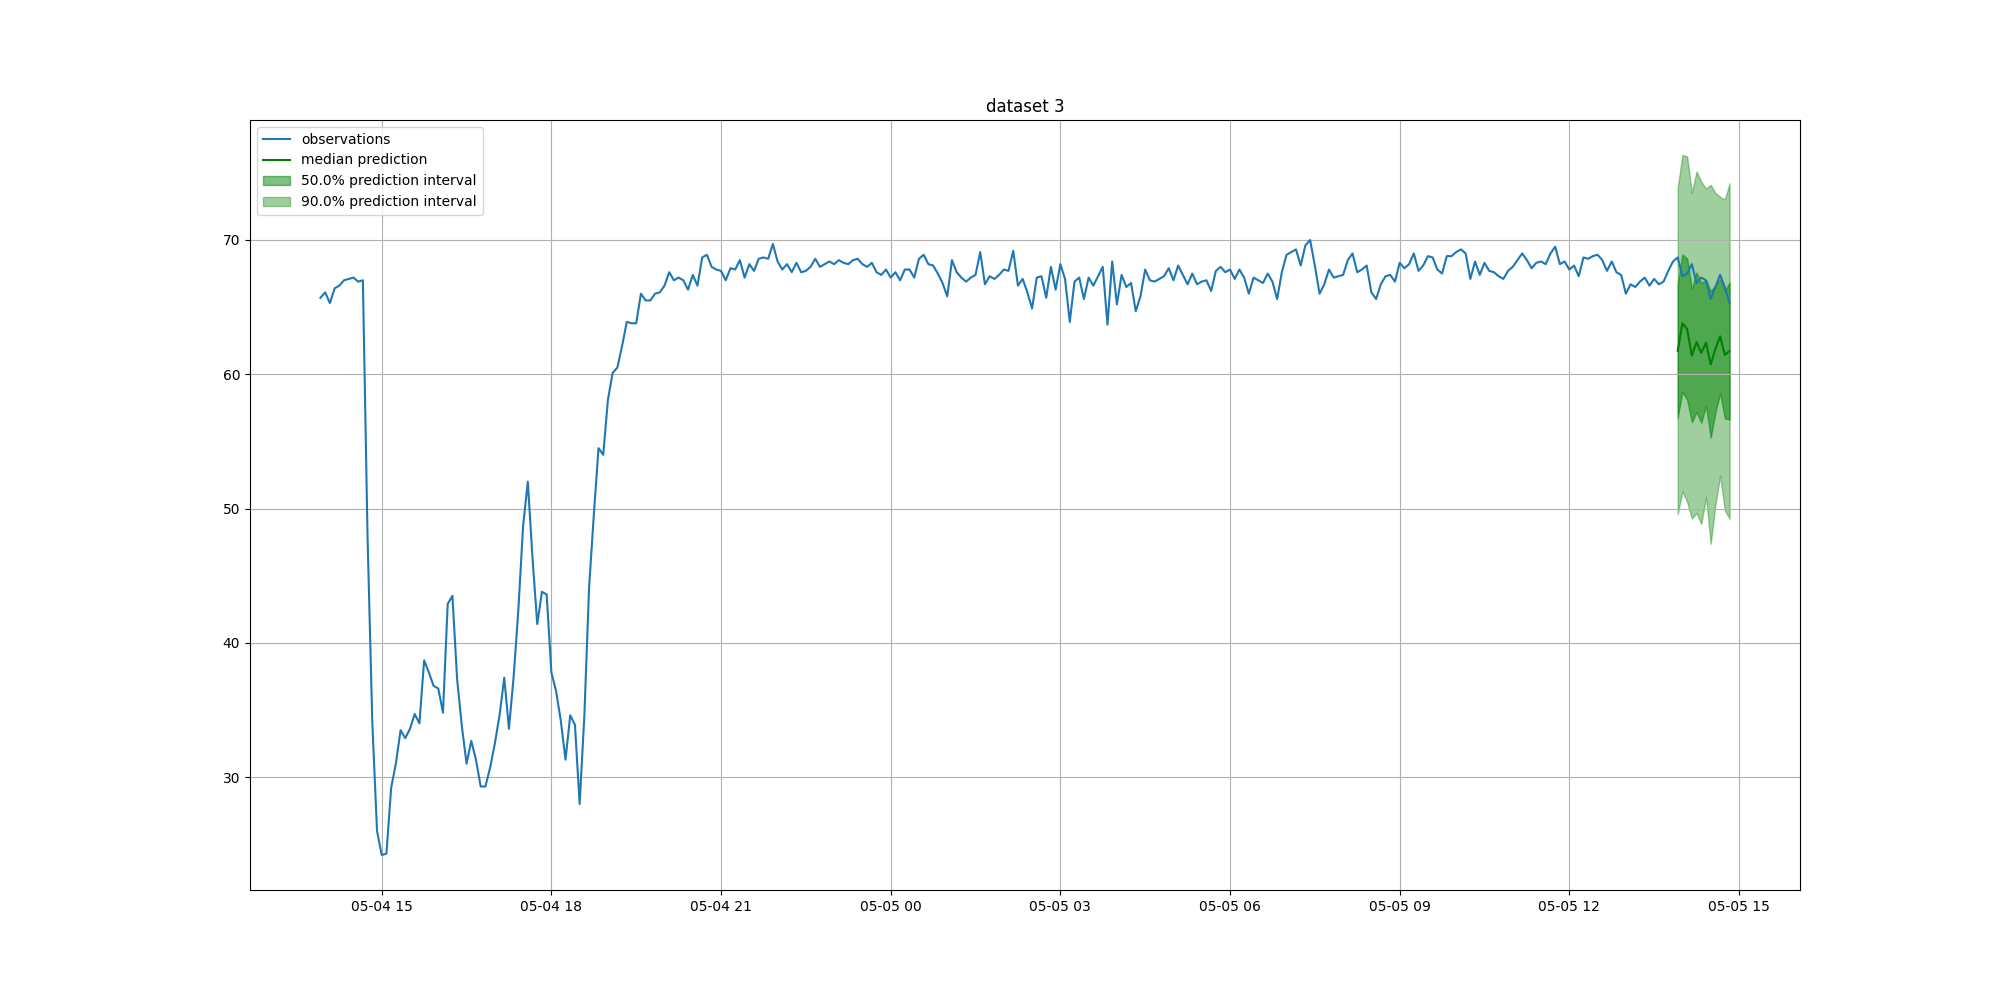 dataset 3
observations
median prediction
50.0% prediction interval
90.0% prediction interval
70
60
50
40
30
05-04 15
05-04 18
05-04 21
05-05 00
05-05 03
05-05 06
05-05 09
05-05 12
05-05 15